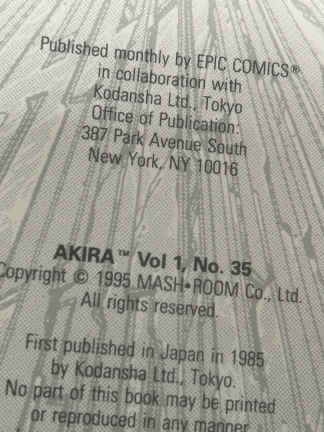 Published monthly by EPIC COMICS®
in collaboration with
Kodansha Ltd., Tokyo
Office of Publication:
387 Park Avenue South
New York, NY 10016
AKIRA™ Vol 1, No. 35
Copyright © 1995 MASH•ROOM Co., Ltd.
All rights reserved.
First published in Japan in 1985
by Kodansha Ltd., Tokyo.
No part of this book may be printed
or reproduced in any manner